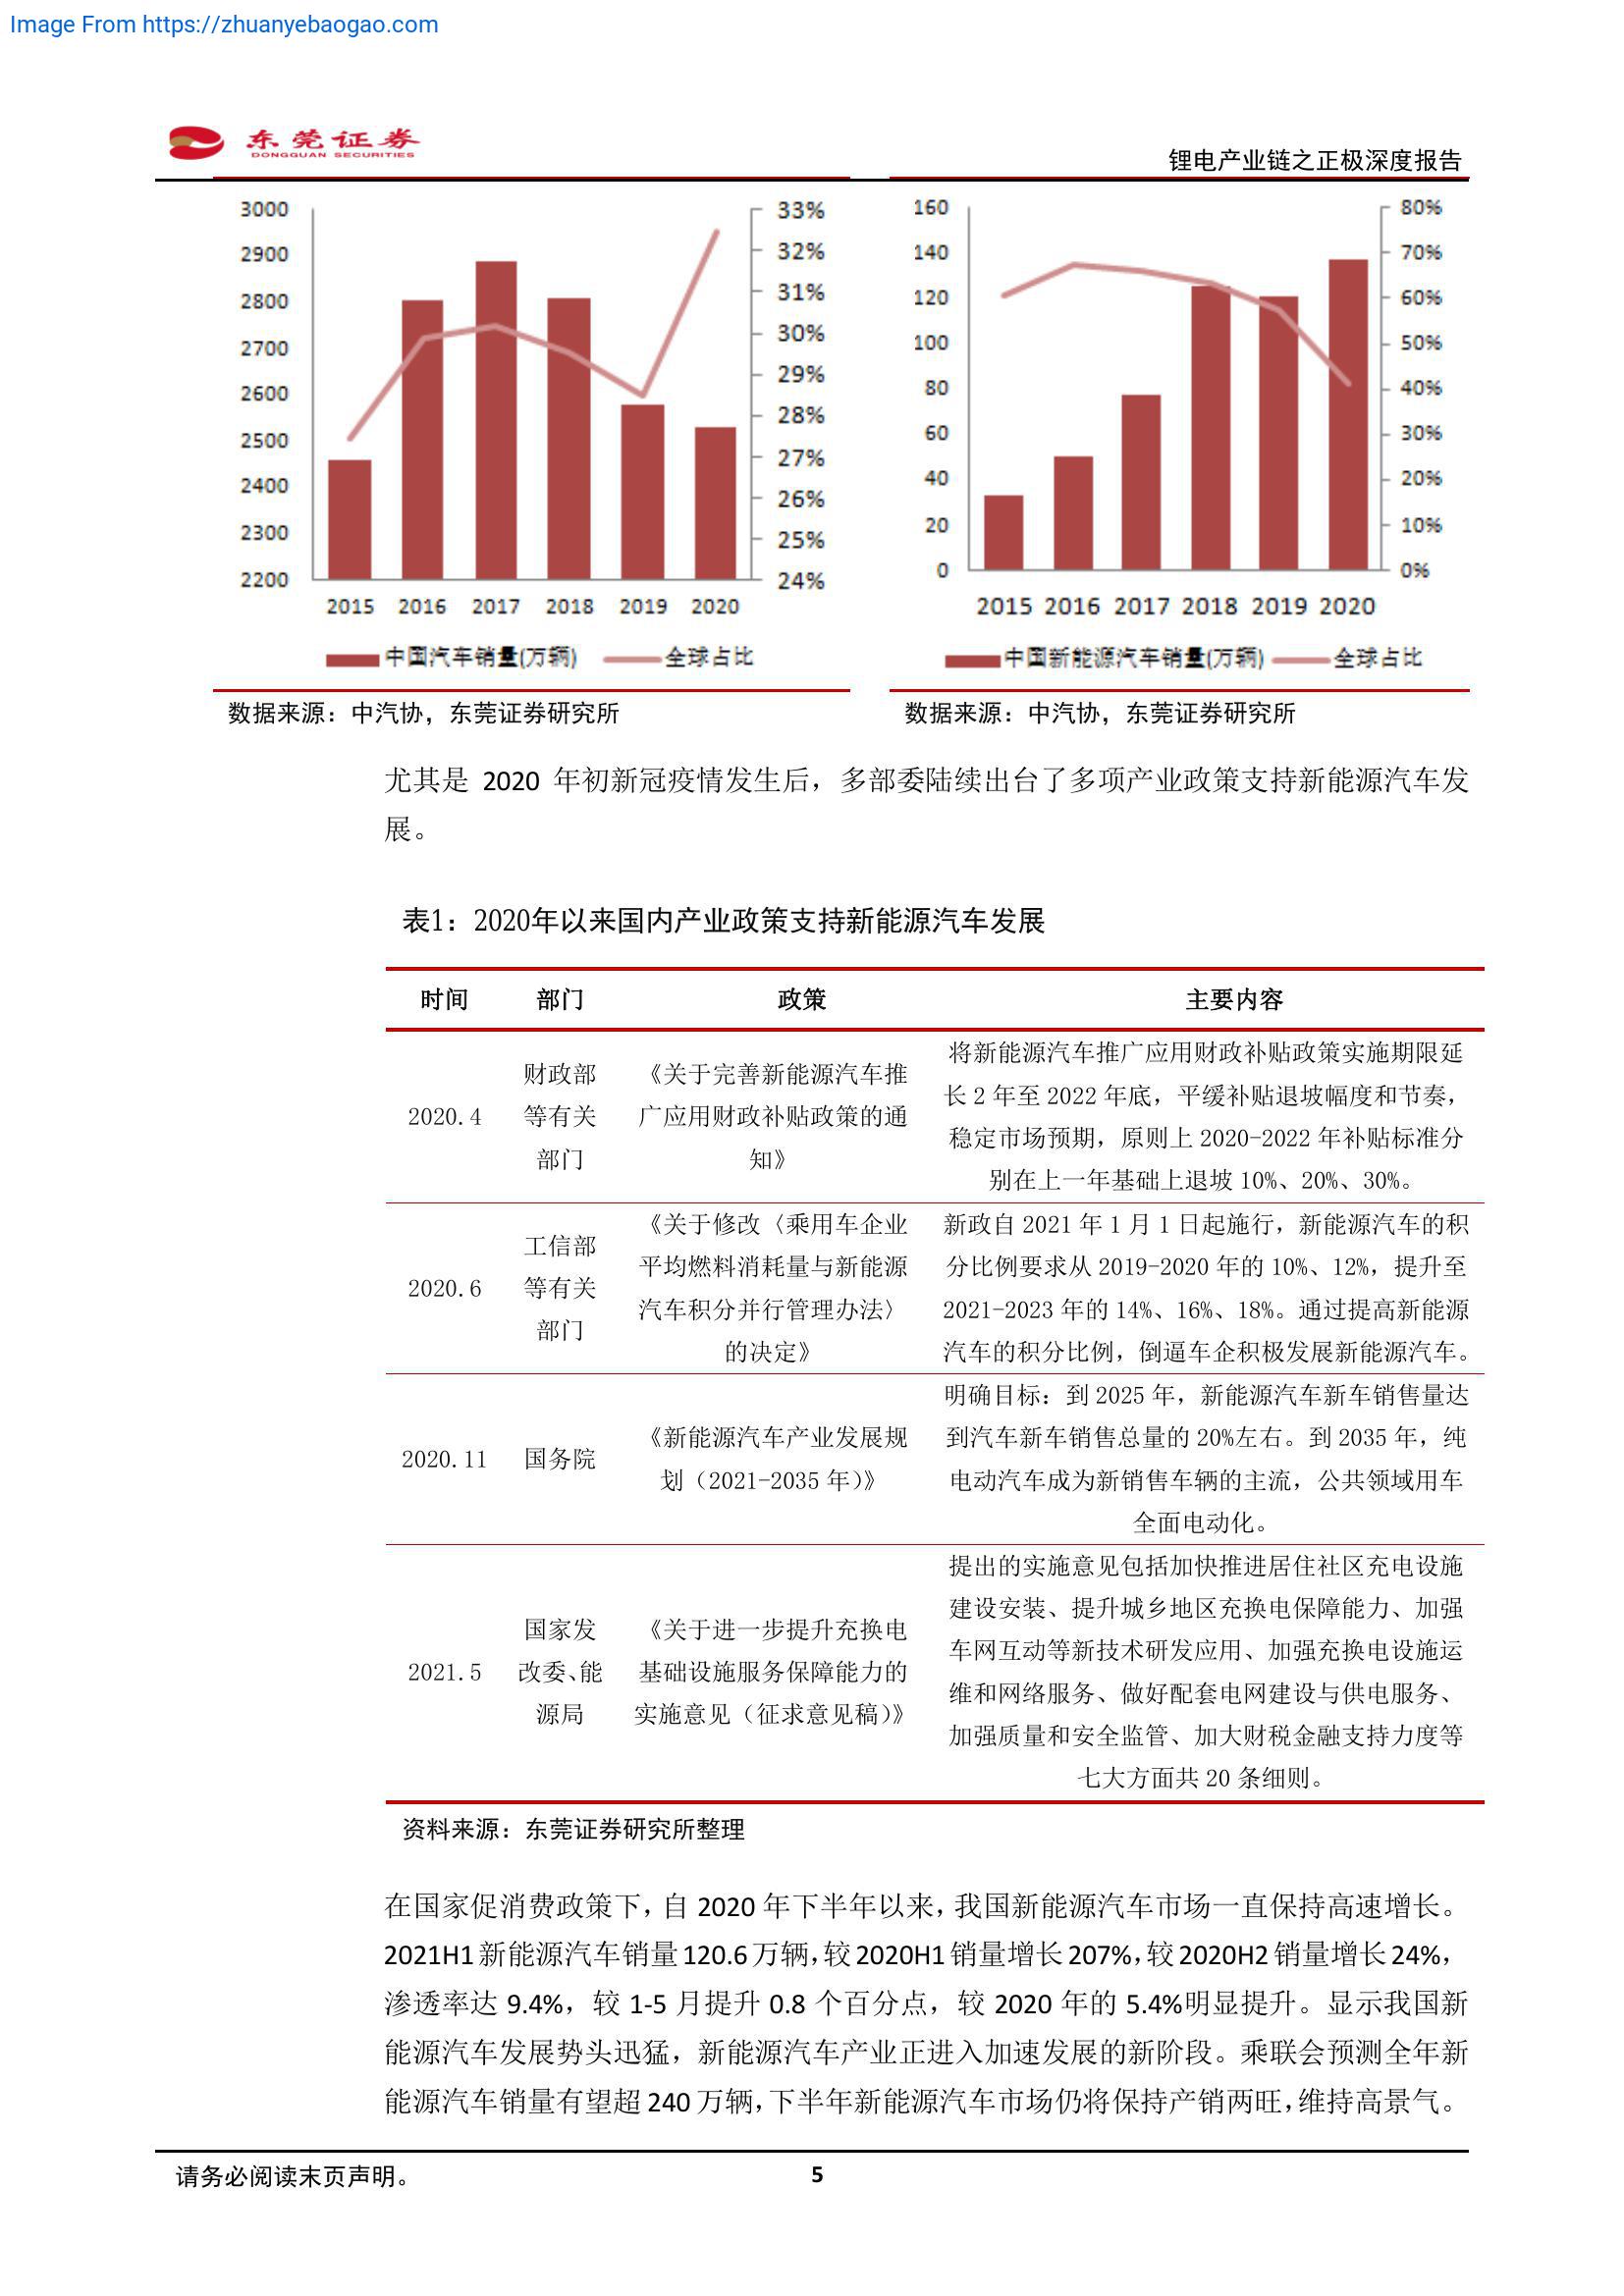 Image From https://zhuanyebaogao.com
东莞证券
DONGGUAN SECURITIES
锂电产业链之正极深度报告
3000
2900
2800
2700
2600
2500
2400
2300
2200
33%
32%
31%
30%
29%
28%
27%
26%
25%
24%
2015 2016 2017 2018 2019 2020
中国汽车销量(万辆) 全球占比
160
140
120
100
80
60
40
20
0
80%
70%
60%
50%
40%
30%
20%
10%
0%
2015 2016 2017 2018 2019 2020
中国新能源汽车销量(万辆) 全球占比
数据来源：中汽协，东莞证券研究所
数据来源：中汽协，东莞证券研究所
尤其是 2020 年初新冠疫情发生后，多部委陆续出台了多项产业政策支持新能源汽车发
展。
表1：2020年以来国内产业政策支持新能源汽车发展
时间 部门 政策 主要内容
2020.4
财政部
等有关
部门
《关于完善新能源汽车推
广应用财政补贴政策的通
知》
将新能源汽车推广应用财政补贴政策实施期限延
长 2 年至 2022 年底，平缓补贴退坡幅度和节奏，
稳定市场预期，原则上 2020-2022 年补贴标准分
别在上一年基础上退坡 10%、20%、30%。
2020.6
工信部
等有关
部门
《关于修改〈乘用车企业
平均燃料消耗量与新能源
汽车积分并行管理办法〉
的决定》
新政自 2021 年 1 月 1 日起施行，新能源汽车的积
分比例要求从 2019-2020 年的 10%、12%，提升至
2021-2023 年的 14%、16%、18%。通过提高新能源
汽车的积分比例，倒逼车企积极发展新能源汽车。
2020.11
国务院
《新能源汽车产业发展规
划（2021-2035 年）》
明确目标：到 2025 年，新能源汽车新车销售量达
到汽车新车销售总量的 20%左右。到 2035 年，纯
电动汽车成为新销售车辆的主流，公共领域用车
全面电动化。
2021.5
国家发
改委、能
源局
《关于进一步提升充换电
基础设施服务保障能力的
实施意见（征求意见稿）》
提出的实施意见包括加快推进居住社区充电设施
建设安装、提升城乡地区充换电保障能力、加强
车网互动等新技术研发应用、加强充换电设施运
维和网络服务、做好配套电网建设与供电服务、
加强质量和安全监管、加大财税金融支持力度等
七大方面共 20 条细则。
资料来源：东莞证券研究所整理
在国家促消费政策下，自 2020 年下半年以来，我国新能源汽车市场一直保持高速增长。
2021H1 新能源汽车销量 120.6 万辆，较 2020H1 销量增长 207%，较 2020H2 销量增长 24%，
渗透率达 9.4%，较 1-5 月提升 0.8 个百分点，较 2020 年的 5.4%明显提升。显示我国新
能源汽车发展势头迅猛，新能源汽车产业正进入加速发展的新阶段。乘联会预测全年新
能源汽车销量有望超 240 万辆，下半年新能源汽车市场仍将保持产销两旺，维持高景气。
请务必阅读末页声明。
5